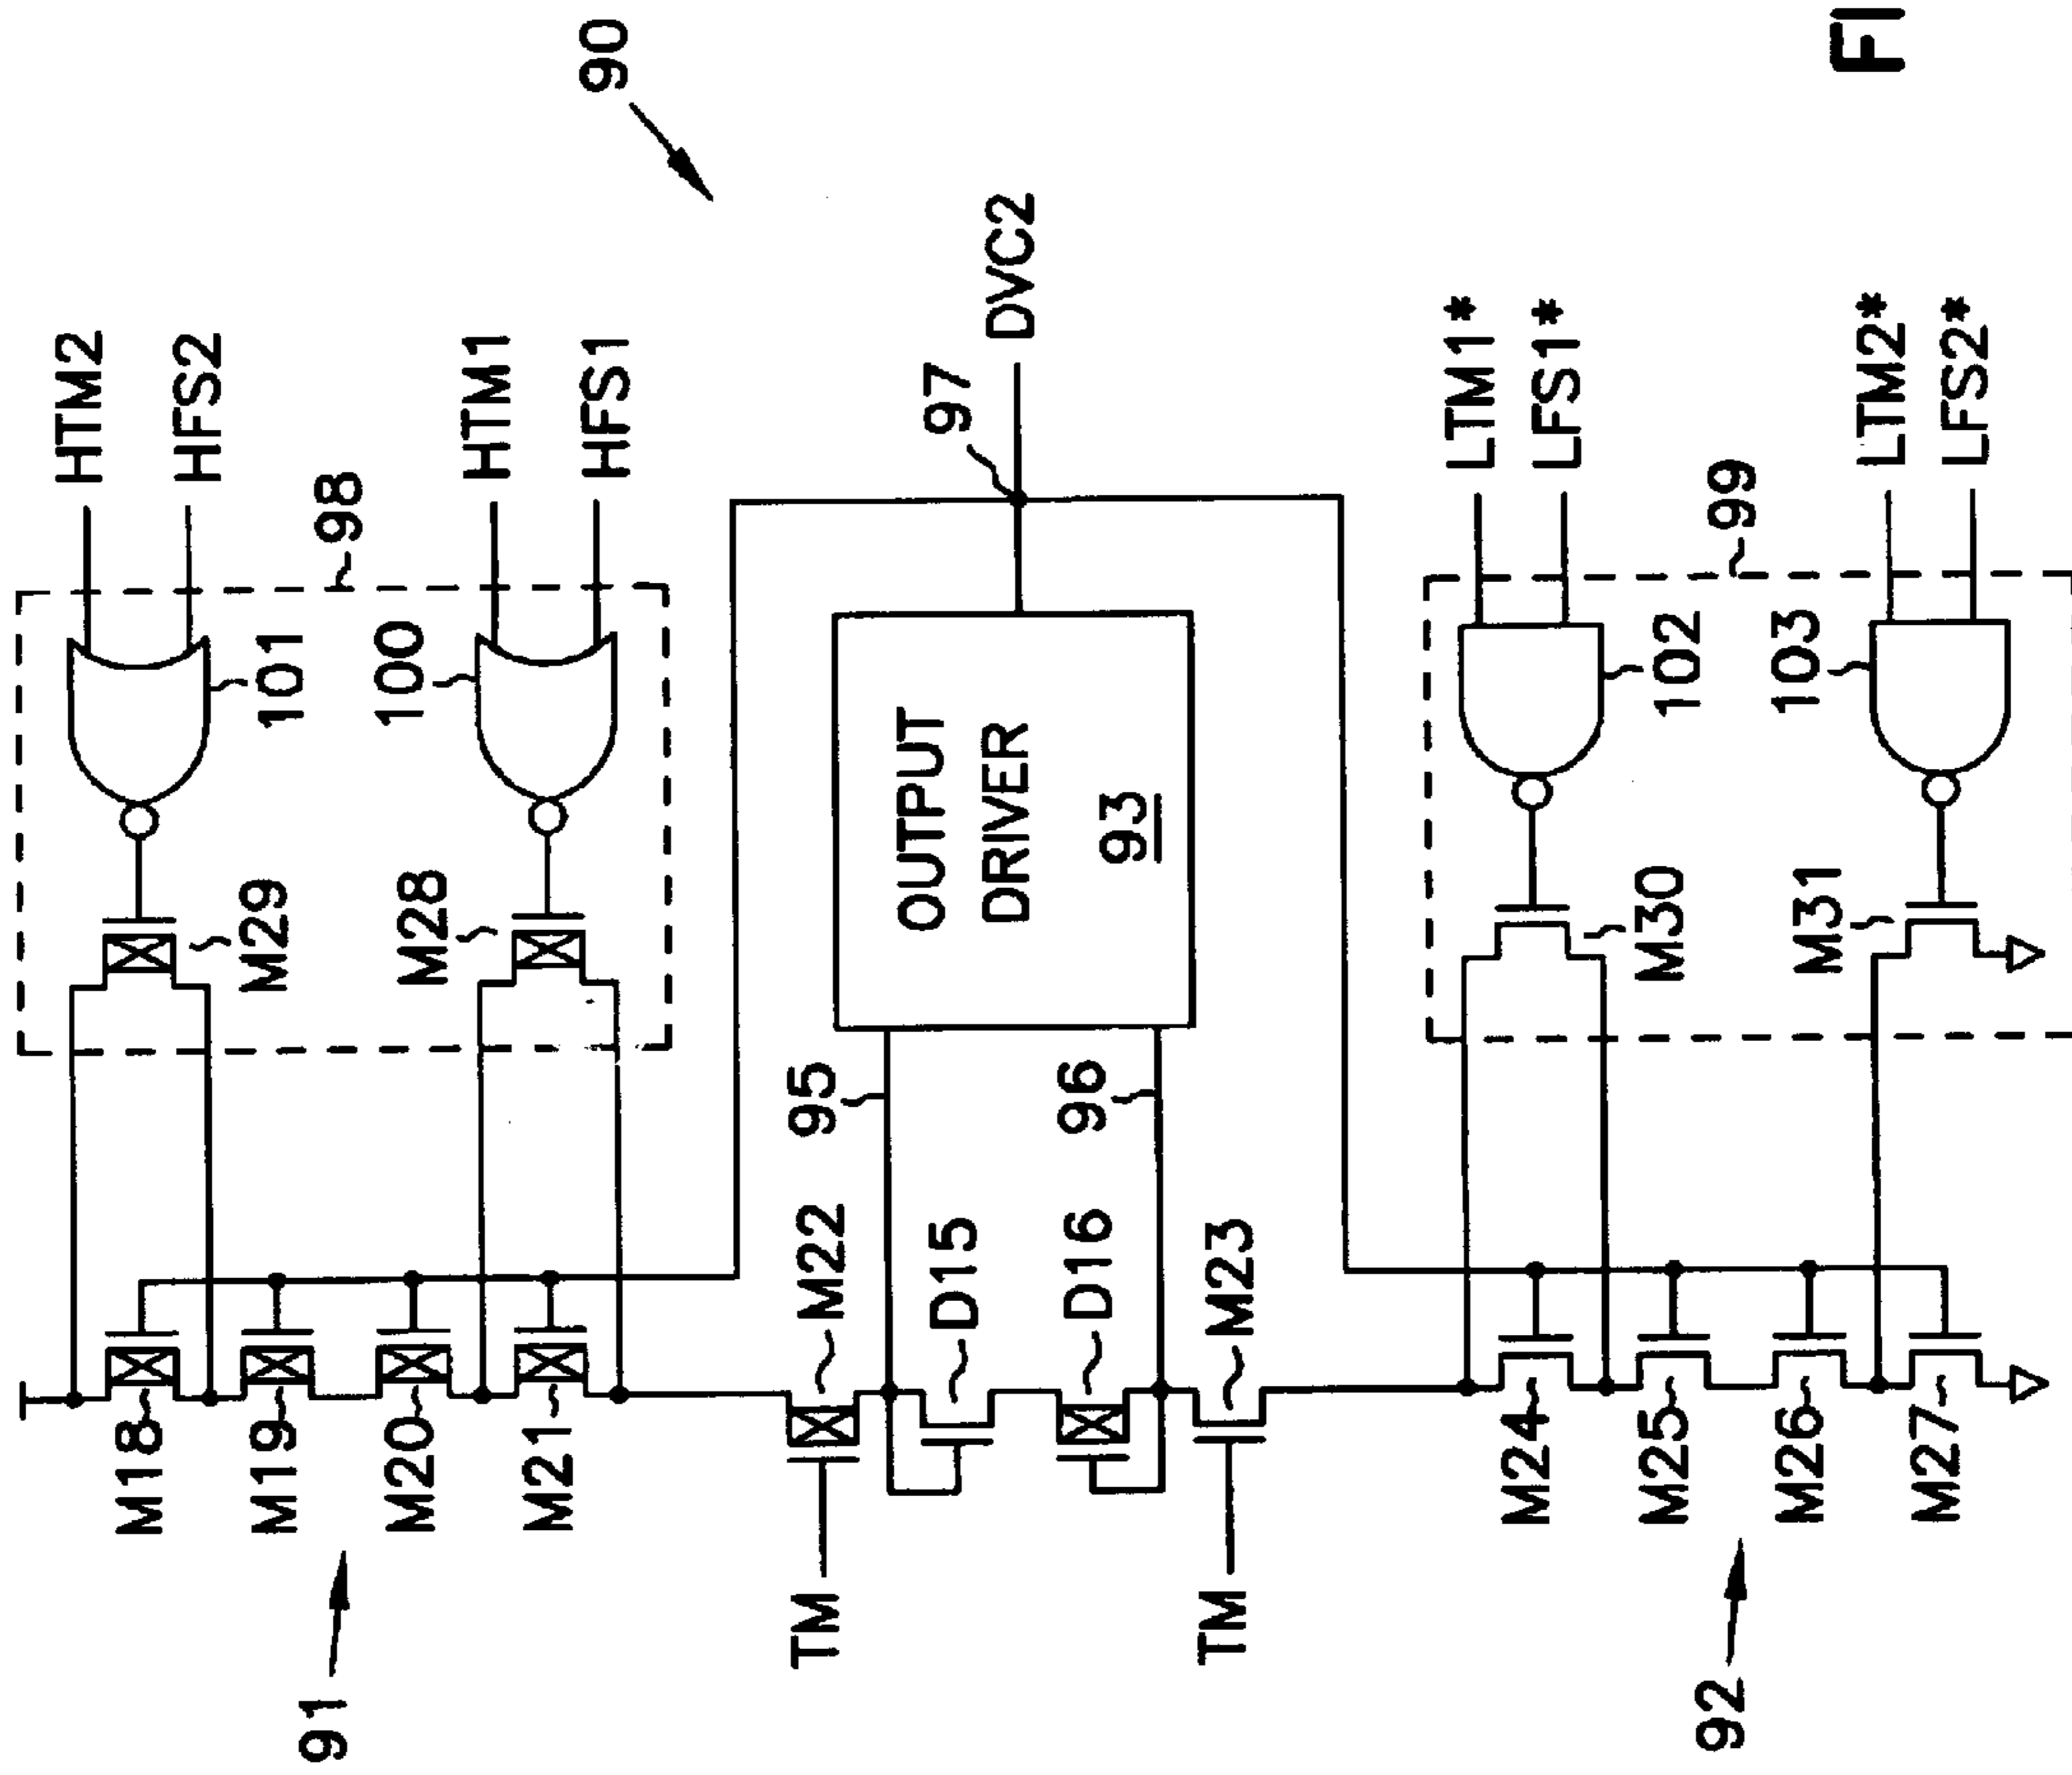 90
HTM2
HFS2
98
101
M29
HTM1
HFS1
100
M28
M18
M19
M20
M21
91
97
DVC2
OUTPUT
DRIVER
93
95
96
M22
D15
D16
M23
TM
TM
LTM1*
LFS1*
99
102
M30
LTM2*
LFS2*
103
M31
M24
M25
M26
M27
92
FI